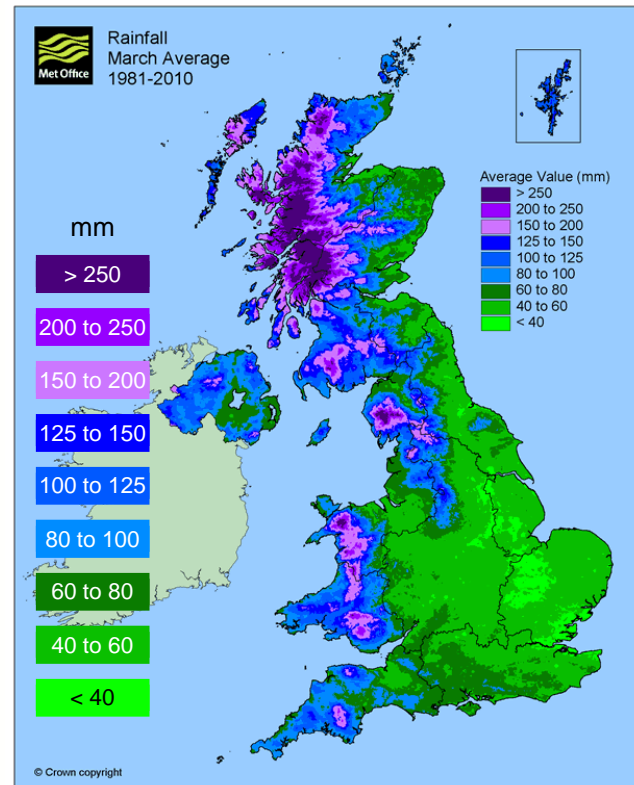 Met Office
Rainfall
March Average
1981-2010
mm
> 250
200 to 250
150 to 200
125 to 150
100 to 125
80 to 100
60 to 80
40 to 60
< 40
Average Value (mm)
> 250
200 to 250
150 to 200
125 to 150
100 to 125
80 to 100
60 to 80
40 to 60
< 40
© Crown copyright